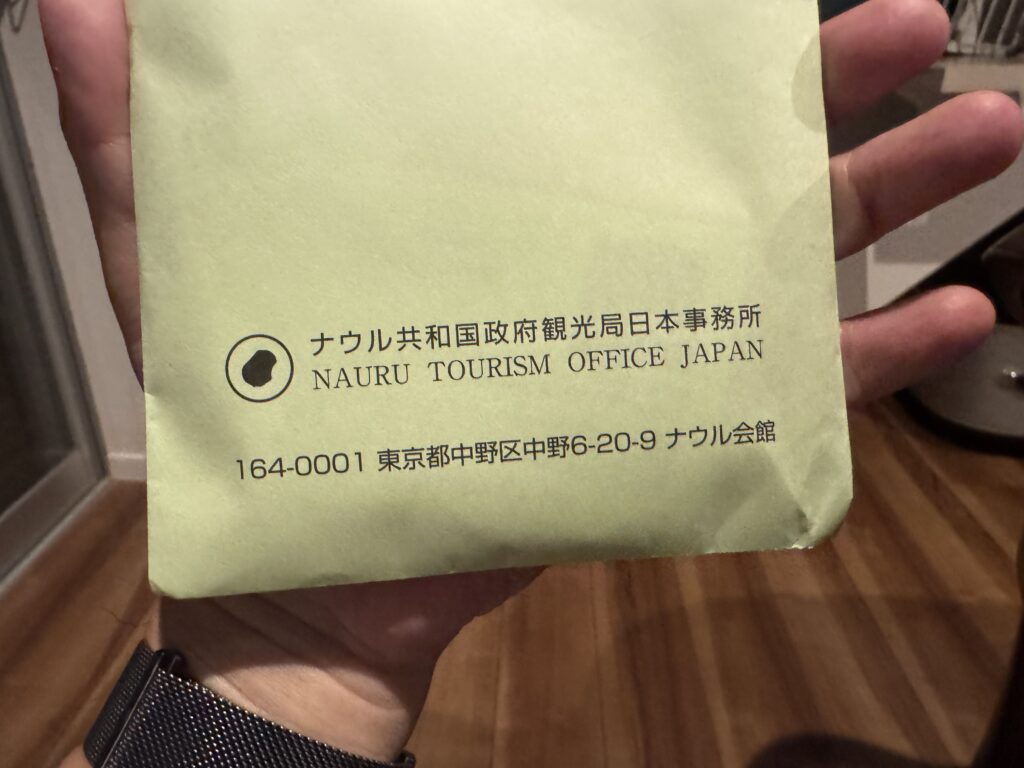 ナウル共和国政府観光局日本事務所
NAURU TOURISM OFFICE JAPAN
164-0001 東京都中野区中野6-20-9 ナウル会館